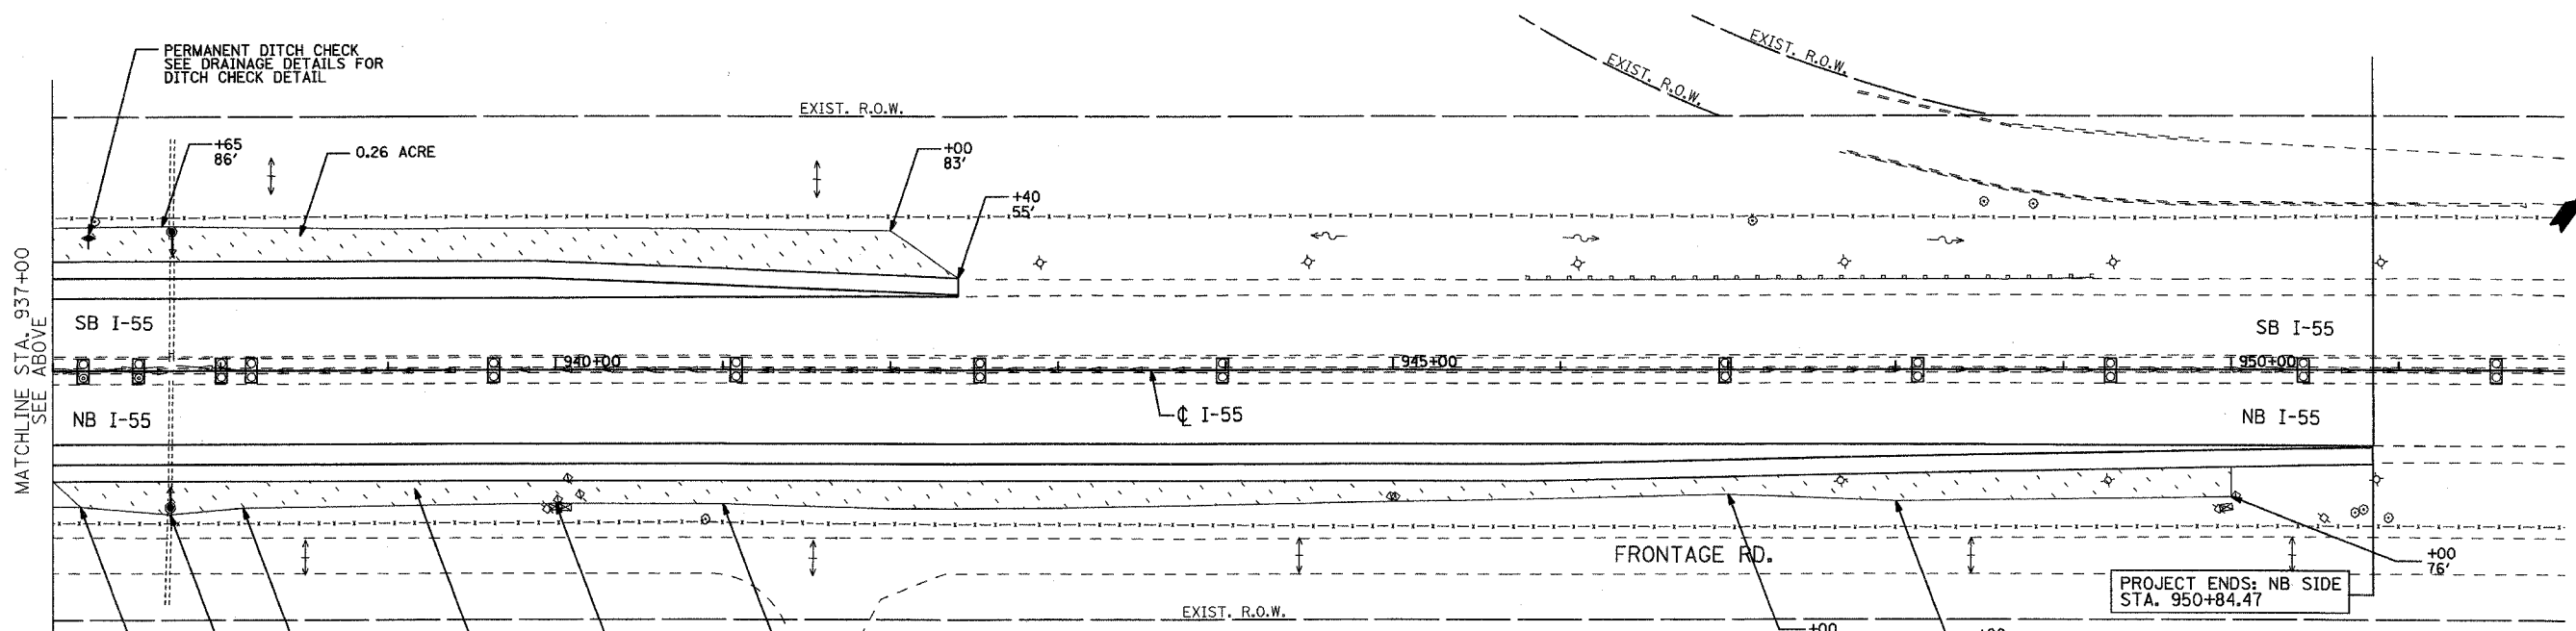 PERMANENT DITCH CHECK
SEE DRAINAGE DETAILS FOR
DITCH CHECK DETAIL
EXIST. R.O.W.
EXIST. R.O.W.
EXIST. R.O.W.
+65
86'
0.26 ACRE
+00
83'
+40
55'
MATCHLINE STA. 937+00
SEE ABOVE
SB I-55
SB I-55
940+00
945+00
950+00
NB I-55
℄ I-55
NB I-55
FRONTAGE RD.
+00
76'
PROJECT ENDS: NB SIDE
STA. 950+84.47
EXIST. R.O.W.
+00